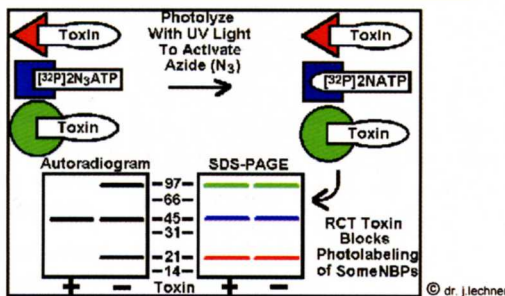 Toxin
[32P]2N3ATP
Toxin
Photolyze
With UV Light
To Activate
Azide (N3)
Toxin
[32P]2NATP
Toxin
Autoradiogram
SDS-PAGE
97
66
45
31
21
14
+ − Toxin + −
RCT Toxin
Blocks
Photolabeling
of SomeNBPs
© dr. j.lechner